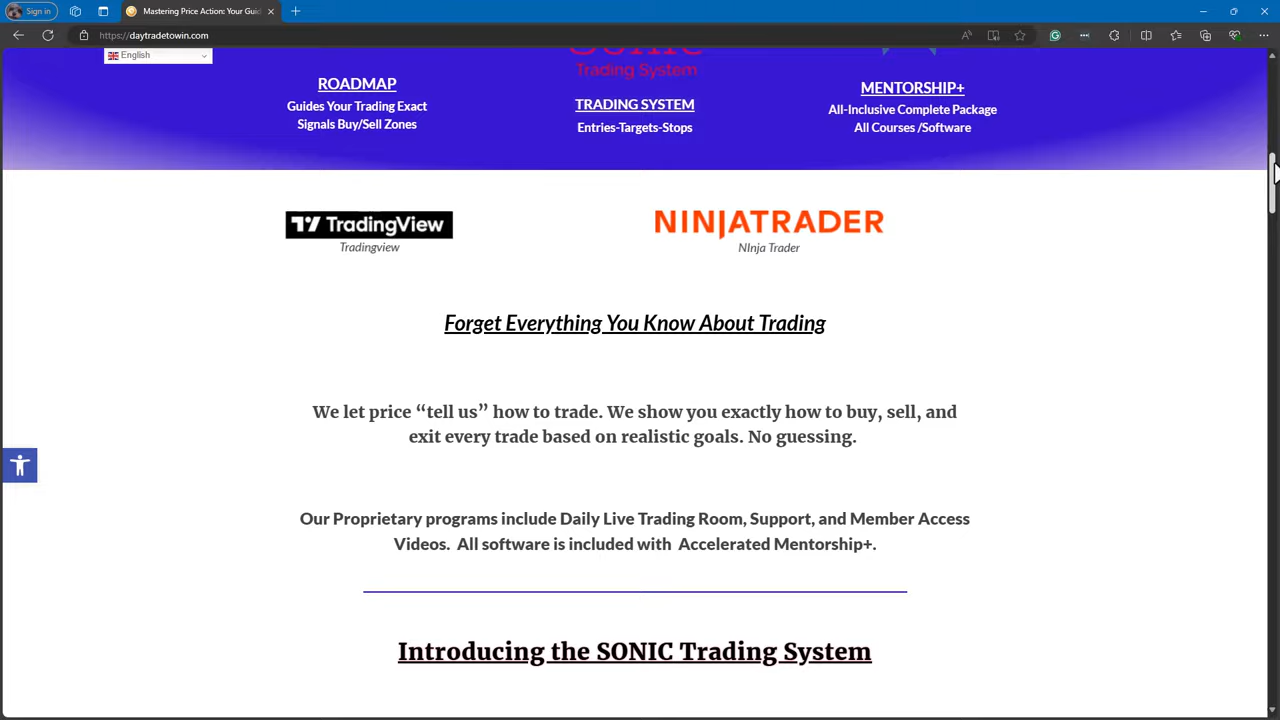 Sign in
Mastering Price Action: Your Guid
https://daytradetowin.com
English
Trading System
ROADMAP
Guides Your Trading Exact
Signals Buy/Sell Zones
TRADING SYSTEM
Entries-Targets-Stops
MENTORSHIP+
All-Inclusive Complete Package
All Courses /Software
TradingView
Tradingview
NINJATRADER
NInja Trader
Forget Everything You Know About Trading
We let price “tell us” how to trade. We show you exactly how to buy, sell, and
exit every trade based on realistic goals. No guessing.
Our Proprietary programs include Daily Live Trading Room, Support, and Member Access
Videos.  All software is included with  Accelerated Mentorship+.
Introducing the SONIC Trading System